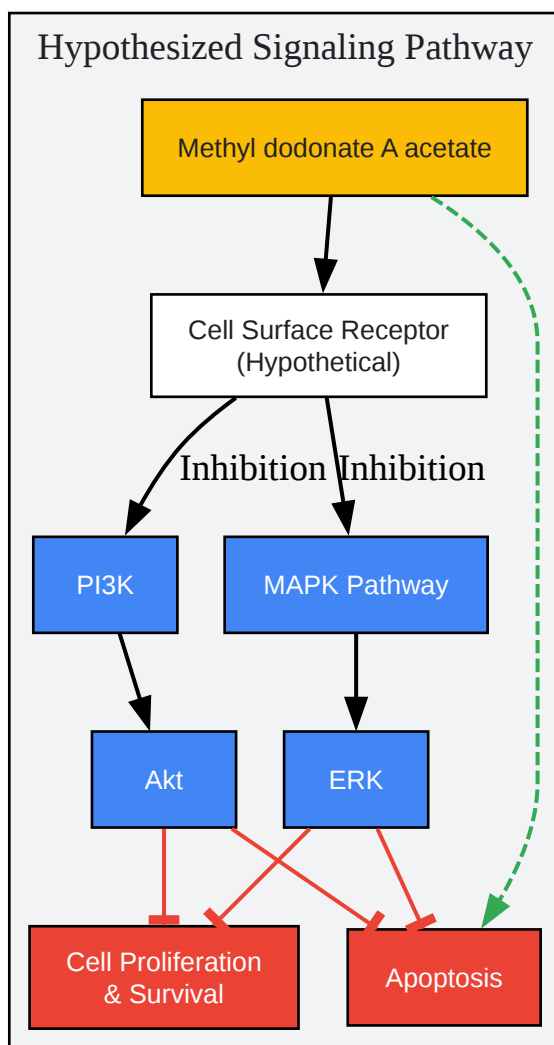 Hypothesized Signaling Pathway
Methyl dodonate A acetate
Cell Surface Receptor
(Hypothetical)
Inhibition
Inhibition
PI3K
MAPK Pathway
Akt
ERK
Cell Proliferation
& Survival
Apoptosis